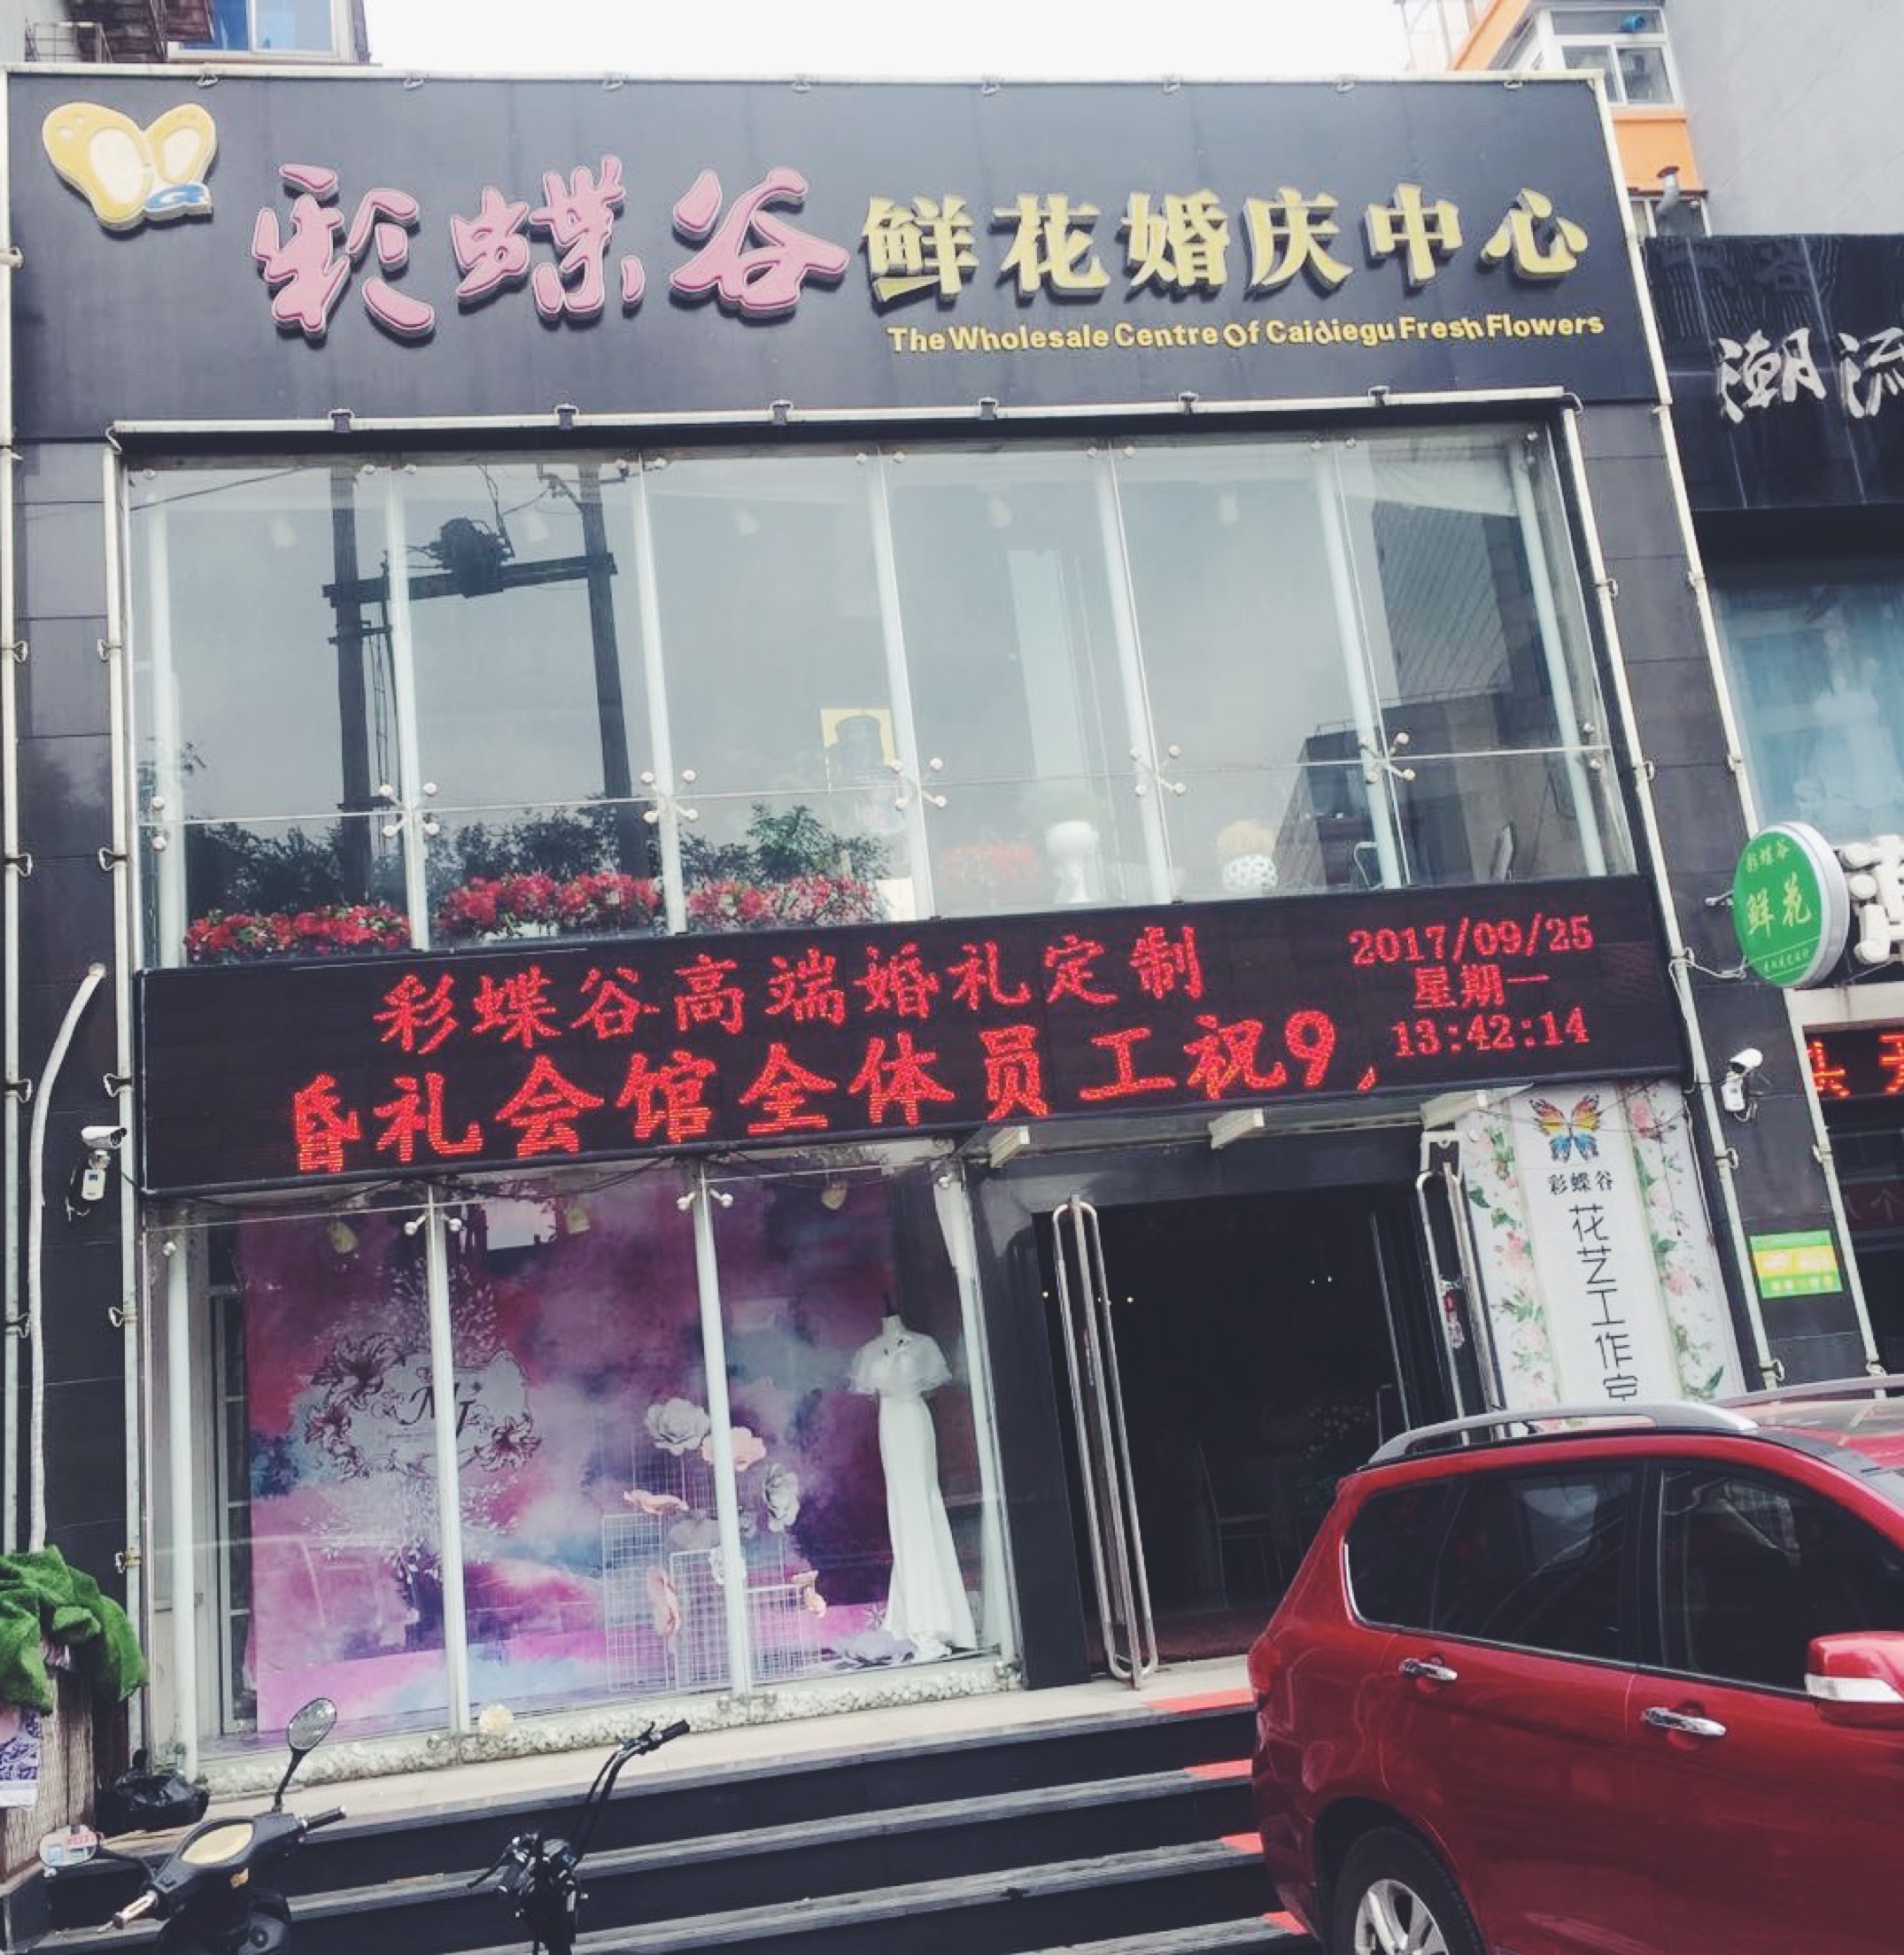 彩蝶谷鲜花婚庆中心
The Wholesale Centre Of Caidiegu Fresh Flowers
潮流
彩蝶谷
鲜花
彩蝶谷·高端婚礼定制
2017/09/25
星期一
13:42:14
婚礼会馆全体员工祝9,
彩蝶谷
花艺工作室
MJ